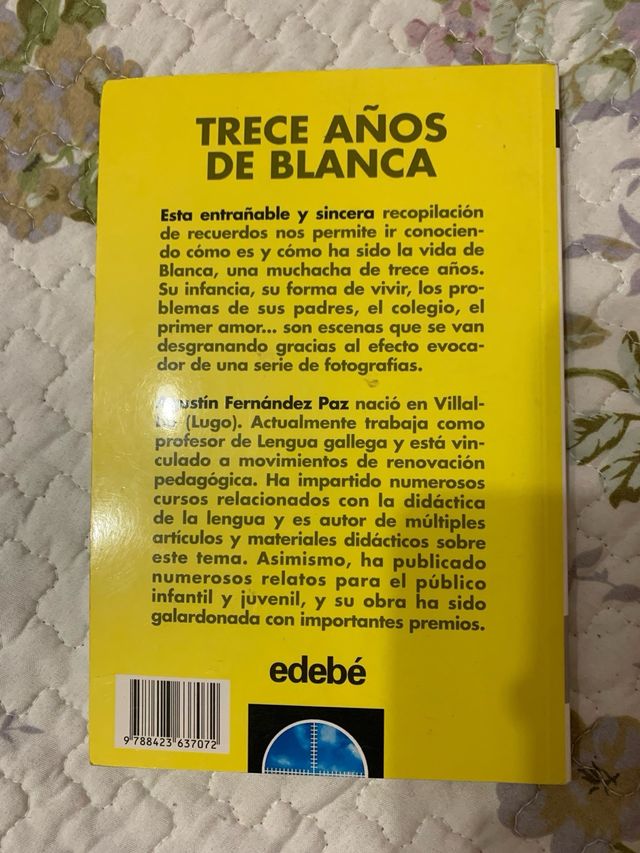 TRECE AÑOS
DE BLANCA
Esta entrañable y sincera recopilación
de recuerdos nos permite ir conocien-
do cómo es y cómo ha sido la vida de
Blanca, una muchacha de trece años.
Su infancia, su forma de vivir, los pro-
blemas de sus padres, el colegio, el
primer amor... son escenas que se van
desgranando gracias al efecto evoca-
dor de una serie de fotografías.
Agustín Fernández Paz nació en Villal-
ba (Lugo). Actualmente trabaja como
profesor de Lengua gallega y está vin-
culado a movimientos de renovación
pedagógica. Ha impartido numerosos
cursos relacionados con la didáctica
de la lengua y es autor de múltiples
artículos y materiales didácticos sobre
este tema. Asimismo, ha publicado
numerosos relatos para el público
infantil y juvenil, y su obra ha sido
galardonada con importantes premios.
edebé
9 788423 637072